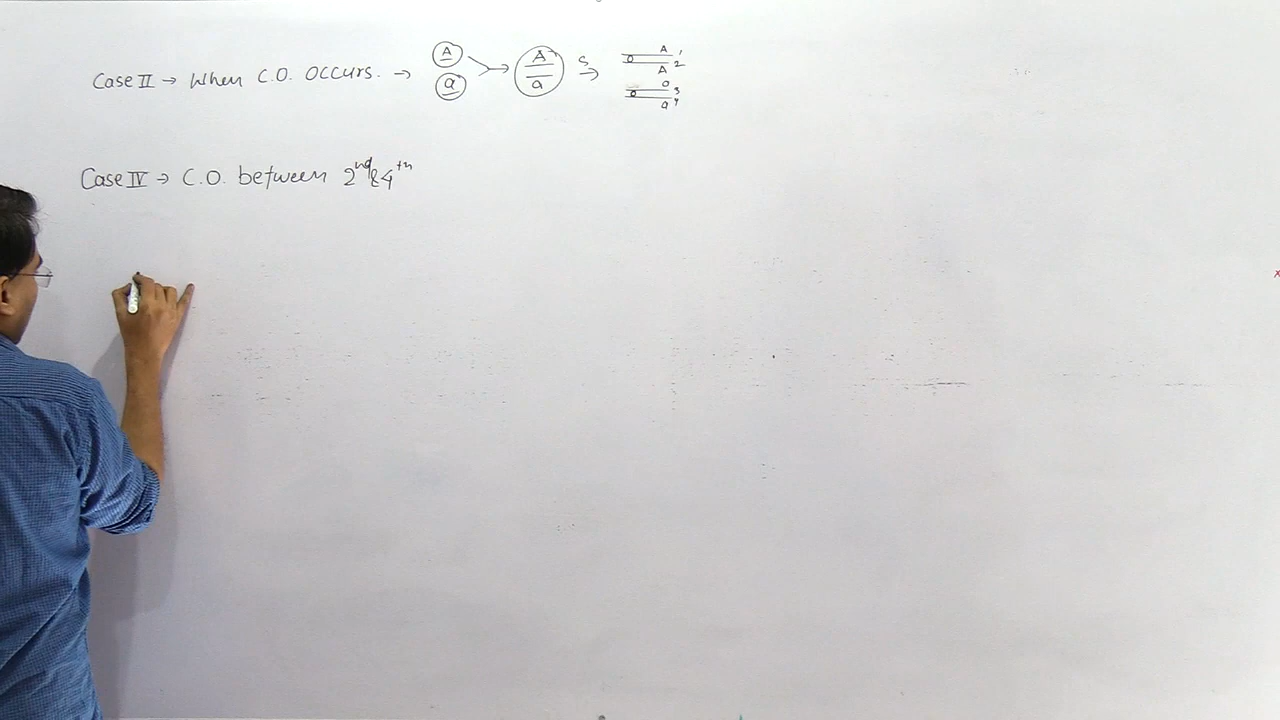 Case II → When C.O. OCCURS. → A a → A a S → A 1 A 2 a 3 a 4
Case IV → C.O. between 2nd & 4th
x